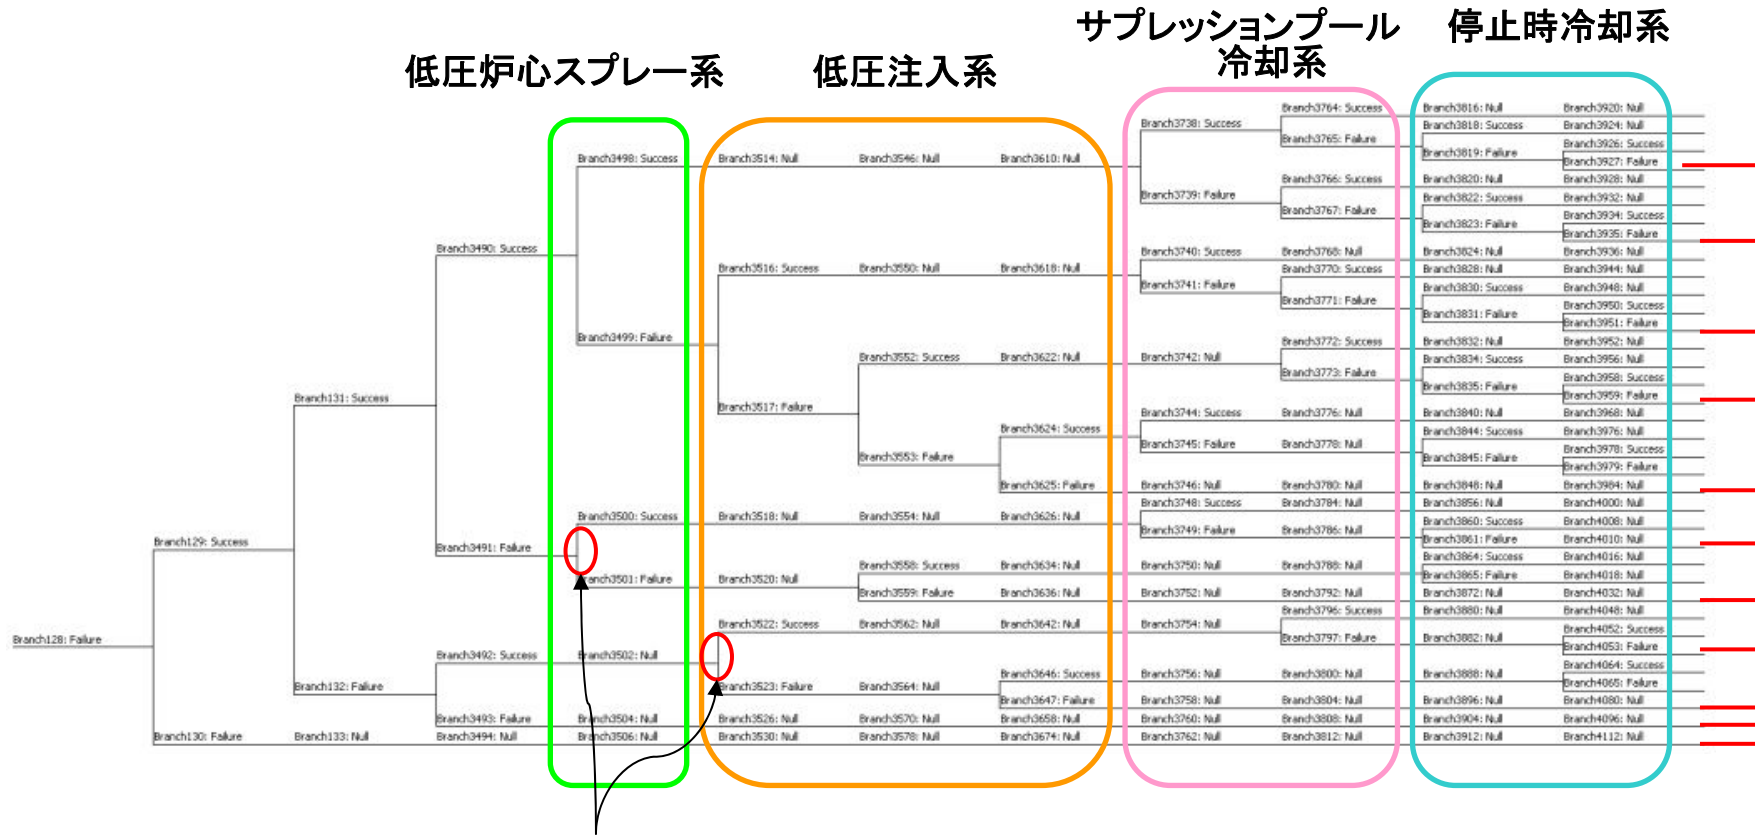 サプレッションプール
冷却系
停止時冷却系
低圧炉心スプレー系
低圧注入系
Branch3764: Success
Branch3816: Null
Branch3920: Null
Branch3738: Success
Branch3818: Success
Branch3924: Null
Branch3765: Failure
Branch3926: Success
Branch3819: Failure
Branch3927: Failure
Branch3498: Success
Branch3514: Null
Branch3546: Null
Branch3610: Null
Branch3766: Success
Branch3820: Null
Branch3928: Null
Branch3739: Failure
Branch3822: Success
Branch3932: Null
Branch3767: Failure
Branch3934: Success
Branch3823: Failure
Branch3935: Failure
Branch3490: Success
Branch3740: Success
Branch3768: Null
Branch3824: Null
Branch3936: Null
Branch3516: Success
Branch3550: Null
Branch3618: Null
Branch3770: Success
Branch3828: Null
Branch3944: Null
Branch3741: Failure
Branch3830: Success
Branch3948: Null
Branch3771: Failure
Branch3950: Success
Branch3831: Failure
Branch3951: Failure
Branch3499: Failure
Branch3772: Success
Branch3832: Null
Branch3952: Null
Branch3552: Success
Branch3622: Null
Branch3742: Null
Branch3834: Success
Branch3956: Null
Branch3773: Failure
Branch3958: Success
Branch3835: Failure
Branch3959: Failure
Branch131: Success
Branch3517: Failure
Branch3744: Success
Branch3776: Null
Branch3840: Null
Branch3968: Null
Branch3624: Success
Branch3844: Success
Branch3976: Null
Branch3745: Failure
Branch3778: Null
Branch3978: Success
Branch3553: Failure
Branch3845: Failure
Branch3979: Failure
Branch3625: Failure
Branch3746: Null
Branch3780: Null
Branch3848: Null
Branch3984: Null
Branch3748: Success
Branch3784: Null
Branch3856: Null
Branch4000: Null
Branch3500: Success
Branch3518: Null
Branch3554: Null
Branch3626: Null
Branch3860: Success
Branch4008: Null
Branch3749: Failure
Branch3786: Null
Branch3861: Failure
Branch4010: Null
Branch129: Success
Branch3491: Failure
Branch3864: Success
Branch4016: Null
Branch3558: Success
Branch3634: Null
Branch3750: Null
Branch3788: Null
Branch3501: Failure
Branch3520: Null
Branch3865: Failure
Branch4018: Null
Branch3559: Failure
Branch3636: Null
Branch3752: Null
Branch3792: Null
Branch3872: Null
Branch4032: Null
Branch3796: Success
Branch3880: Null
Branch4048: Null
Branch3522: Success
Branch3562: Null
Branch3642: Null
Branch3754: Null
Branch4052: Success
Branch128: Failure
Branch3797: Failure
Branch3882: Null
Branch4053: Failure
Branch3492: Success
Branch3502: Null
Branch4064: Success
Branch3646: Success
Branch3756: Null
Branch3800: Null
Branch3888: Null
Branch4065: Failure
Branch132: Failure
Branch3523: Failure
Branch3564: Null
Branch3647: Failure
Branch3758: Null
Branch3804: Null
Branch3896: Null
Branch4080: Null
Branch3493: Failure
Branch3504: Null
Branch3526: Null
Branch3570: Null
Branch3658: Null
Branch3760: Null
Branch3808: Null
Branch3904: Null
Branch4096: Null
Branch130: Failure
Branch133: Null
Branch3494: Null
Branch3506: Null
Branch3530: Null
Branch3578: Null
Branch3674: Null
Branch3762: Null
Branch3812: Null
Branch3912: Null
Branch4112: Null